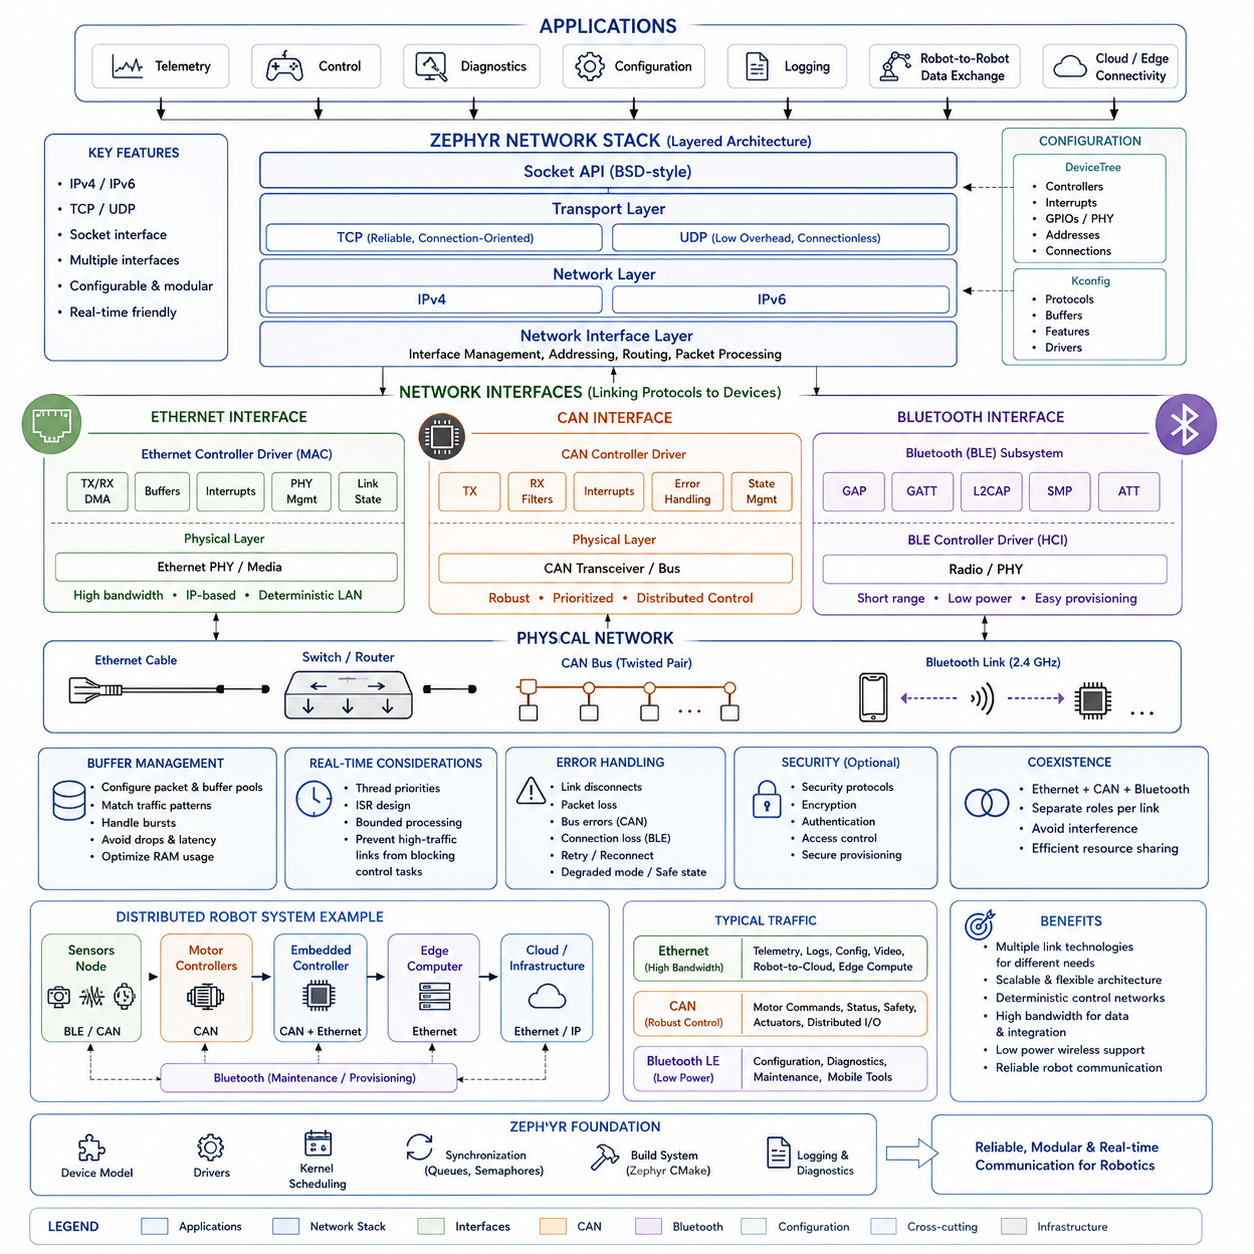 APPLICATIONS
Telemetry
Control
Diagnostics
Configuration
Logging
Robot-to-Robot
Data Exchange
Cloud / Edge
Connectivity
KEY FEATURES
• IPv4 / IPv6
• TCP / UDP
• Socket interface
• Multiple interfaces
• Configurable & modular
• Real-time friendly
ZEPHYR NETWORK STACK (Layered Architecture)
Socket API (BSD-style)
Transport Layer
TCP (Reliable, Connection-Oriented)
UDP (Low Overhead, Connectionless)
Network Layer
IPv4
IPv6
Network Interface Layer
Interface Management, Addressing, Routing, Packet Processing
CONFIGURATION
DeviceTree
• Controllers
• Interrupts
• GPIOs / PHY
• Addresses
• Connections
Kconfig
• Protocols
• Buffers
• Features
• Drivers
NETWORK INTERFACES (Linking Protocols to Devices)
ETHERNET INTERFACE
Ethernet Controller Driver (MAC)
TX/RX
DMA
Buffers
Interrupts
PHY
Mgmt
Link
State
Physical Layer
Ethernet PHY / Media
High bandwidth • IP-based • Deterministic LAN
CAN INTERFACE
CAN Controller Driver
TX
RX
Filters
Interrupts
Error
Handling
State
Mgmt
Physical Layer
CAN Transceiver / Bus
Robust • Prioritized • Distributed Control
BLUETOOTH INTERFACE
Bluetooth (BLE) Subsystem
GAP
GATT
L2CAP
SMP
ATT
BLE Controller Driver (HCI)
Radio / PHY
Short range • Low power • Easy provisioning
PHYSCAL NETWORK
Ethernet Cable
Switch / Router
CAN Bus (Twisted Pair)
Bluetooth Link (2.4 GHz)
BUFFER MANAGEMENT
• Configure packet & buffer pools
• Match traffic patterns
• Handle bursts
• Avoid drops & latency
• Optimize RAM usage
REAL-TIME CONSIDERATIONS
• Thread priorities
• ISR design
• Bounded processing
• Prevent high-traffic
links from blocking
control tasks
ERROR HANDLING
• Link disconnects
• Packet loss
• Bus errors (CAN)
• Connection loss (BLE)
• Retry / Reconnect
• Degraded mode / Safe state
SECURITY (Optional)
• Security protocols
• Encryption
• Authentication
• Access control
• Secure provisioning
COEXISTENCE
• Ethernet + CAN + Bluetooth
• Separate roles per link
• Avoid interference
• Efficient resource sharing
DISTRIBUTED ROBOT SYSTEM EXAMPLE
Sensors
Node
BLE / CAN
Motor
Controllers
CAN
Embedded
Controller
CAN + Ethernet
Edge
Computer
Ethernet
Cloud /
Infrastructure
Ethernet / IP
Bluetooth (Maintenance / Provisioning)
TYPICAL TRAFFIC
Ethernet
(High Bandwidth)
Telemetry, Logs, Config, Video,
Robot-to-Cloud, Edge Compute
CAN
(Robust Control)
Motor Commands, Status, Safety,
Actuators, Distributed I/O
Bluetooth LE
(Low Power)
Configuration, Diagnostics,
Maintenance, Mobile Tools
BENEFITS
• Multiple link technologies
for different needs
• Scalable & flexible architecture
• Deterministic control networks
• High bandwidth for data
& integration
• Low power wireless support
• Reliable robot communication
ZEPH'YR FOUNDATION
Device Model
Drivers
Kernel
Scheduling
Synchronization
(Queues, Semaphores)
Build System
(Zephyr CMake)
Logging &
Diagnostics
Reliable, Modular & Real-time
Communication for Robotics
LEGEND
Applications
Network Stack
Interfaces
CAN
Bluetooth
Configuration
Cross-cutting
Infrastructure